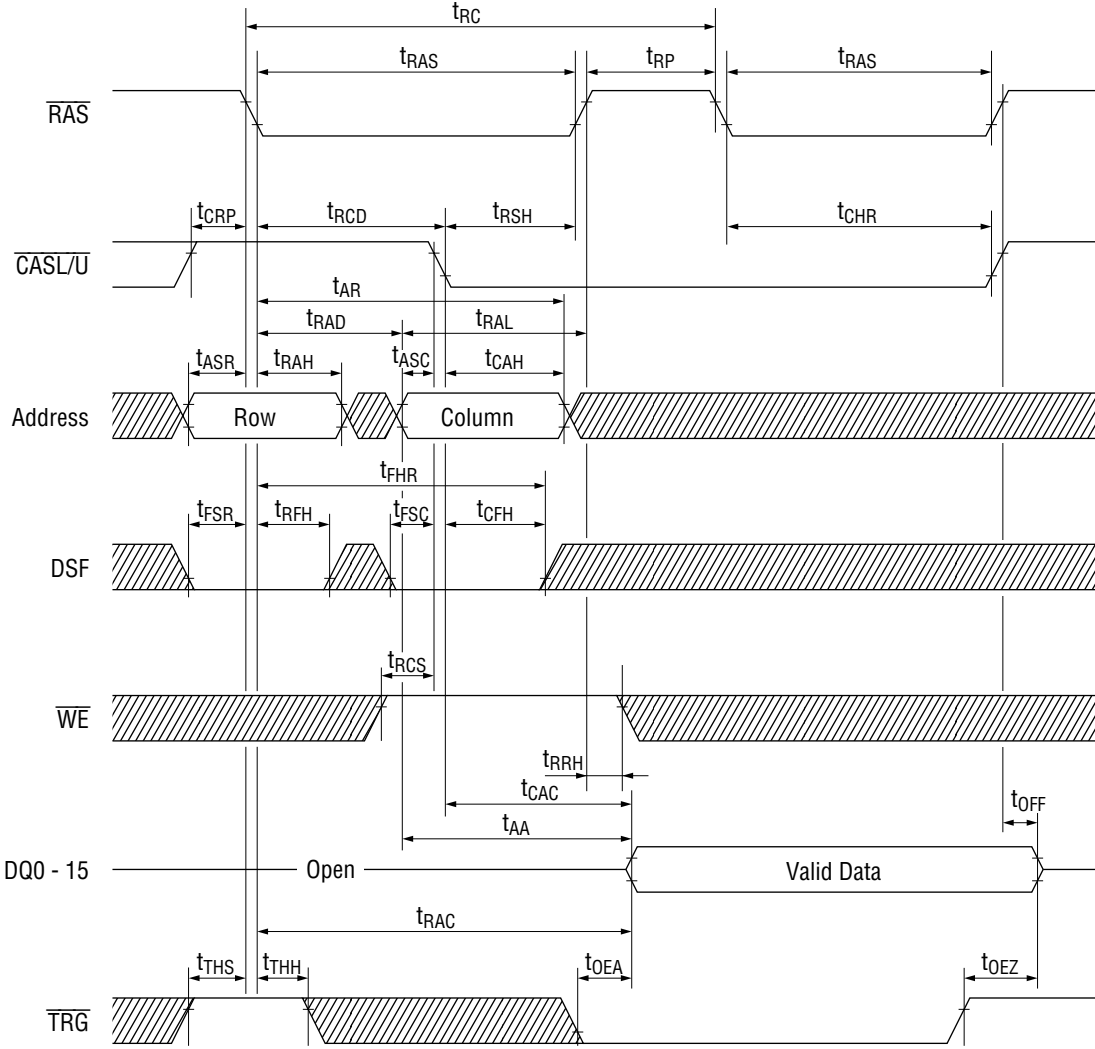 tRC
tRAS tRP tRAS
RAS
tCRP tRCD tRSH tCHR
CASL/U
tAR
tRAD tRAL
tASR tRAH tASC tCAH
Address Row Column
tFHR
tFSR tRFH tFSC tCFH
DSF
tRCS
WE
tRRH
tCAC tOFF
tAA
DQ0 - 15 Open Valid Data
tRAC
tTHS tTHH tOEA tOEZ
TRG